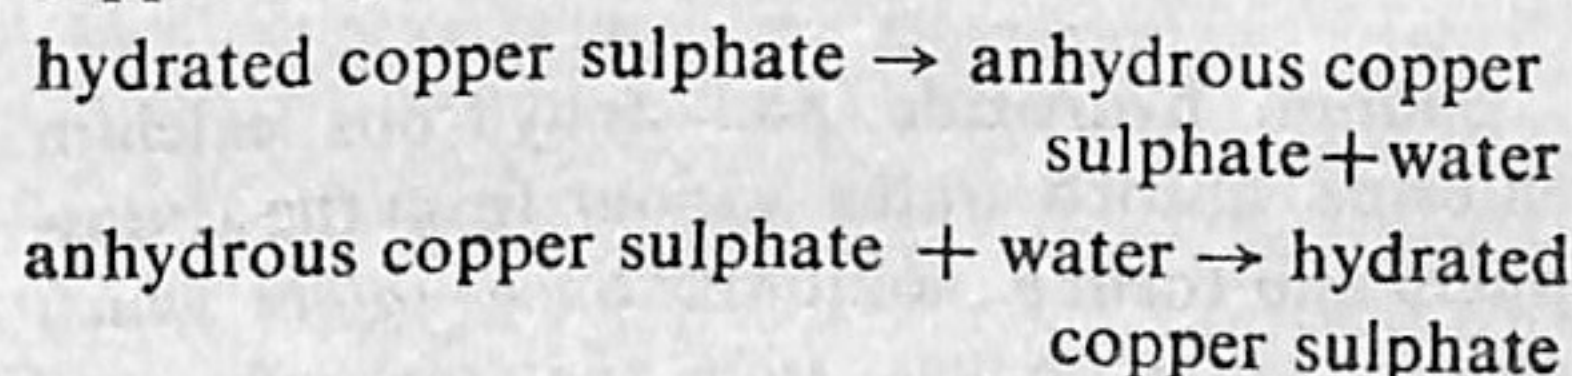 hydrated copper sulphate → anhydrous copper
sulphate+water
anhydrous copper sulphate + water → hydrated
copper sulphate